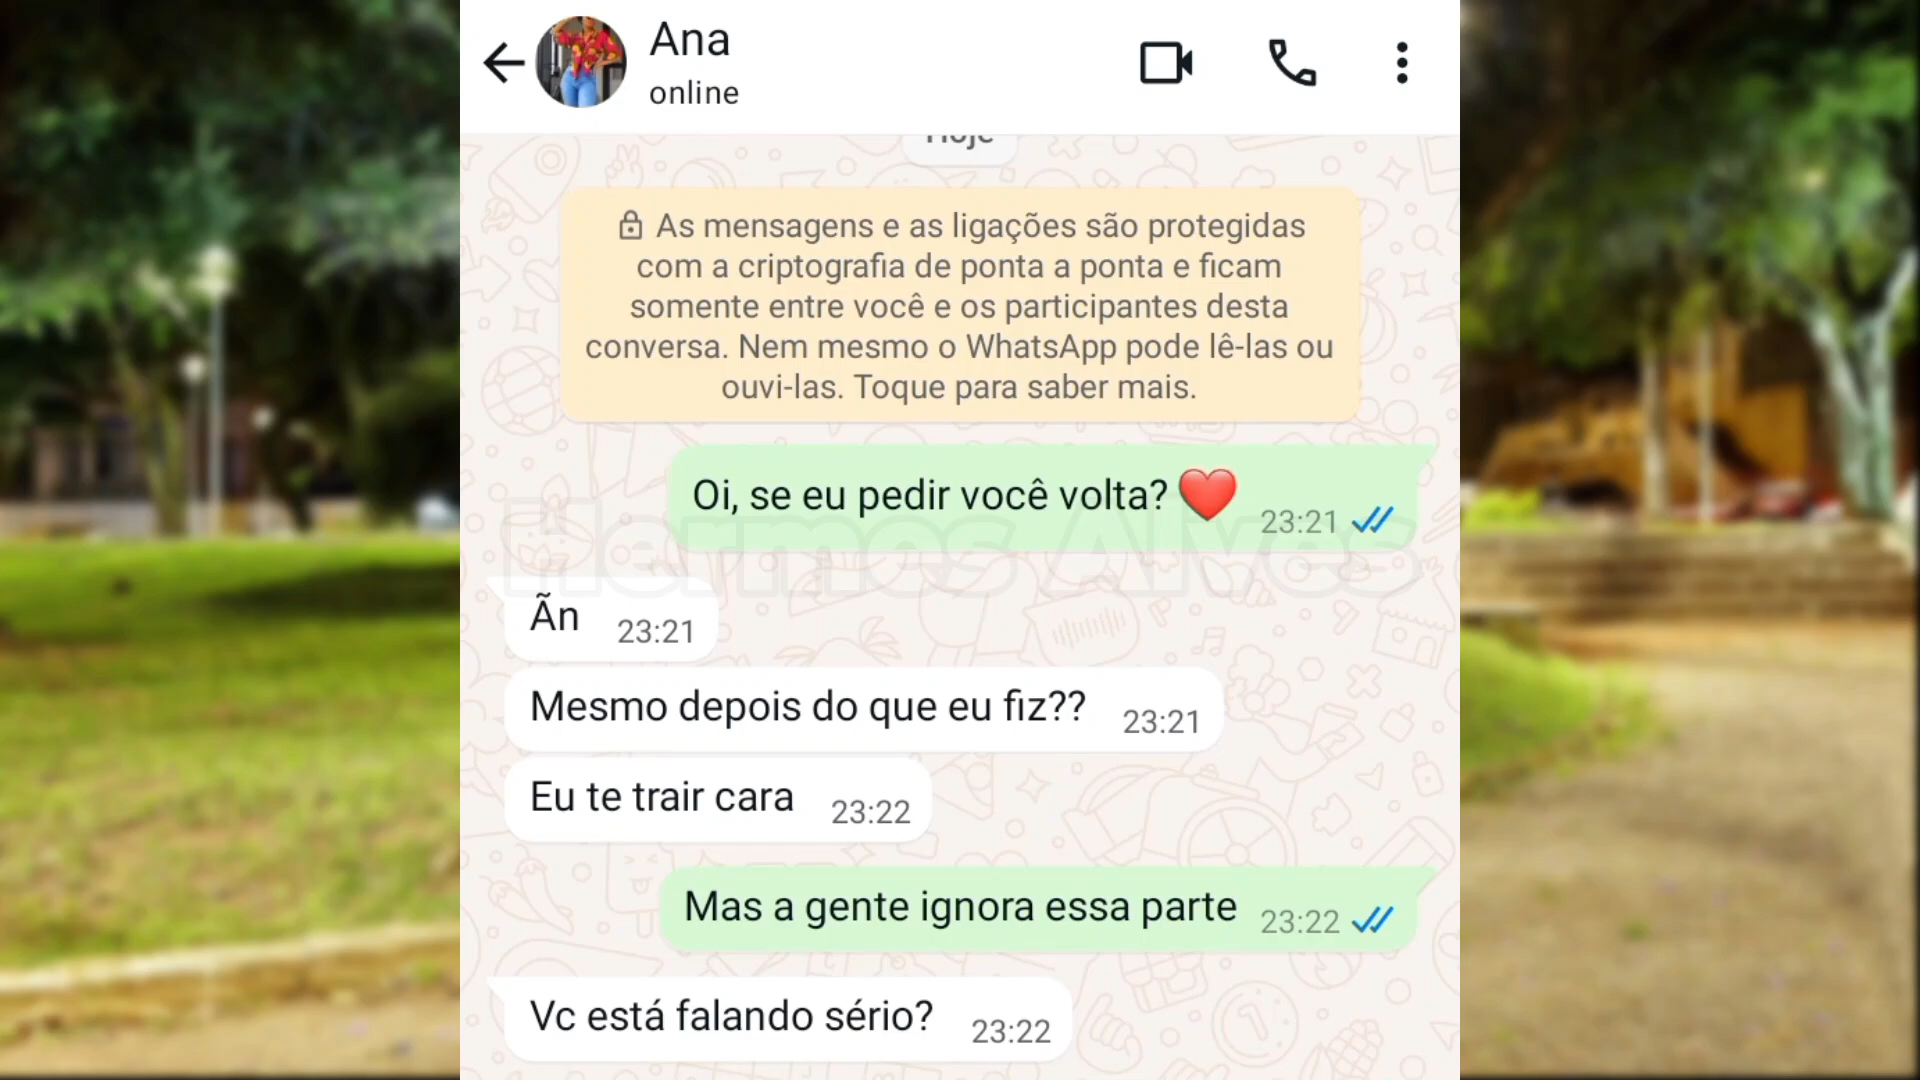 Ana
online
Hoje
As mensagens e as ligações são protegidas
com a criptografia de ponta a ponta e ficam
somente entre você e os participantes desta
conversa. Nem mesmo o WhatsApp pode lê-las ou
ouvi-las. Toque para saber mais.
Oi, se eu pedir você volta? ❤️ 23:21
Hermes Alves
Ãn 23:21
Mesmo depois do que eu fiz?? 23:21
Eu te trair cara 23:22
Mas a gente ignora essa parte 23:22
Vc está falando sério? 23:22